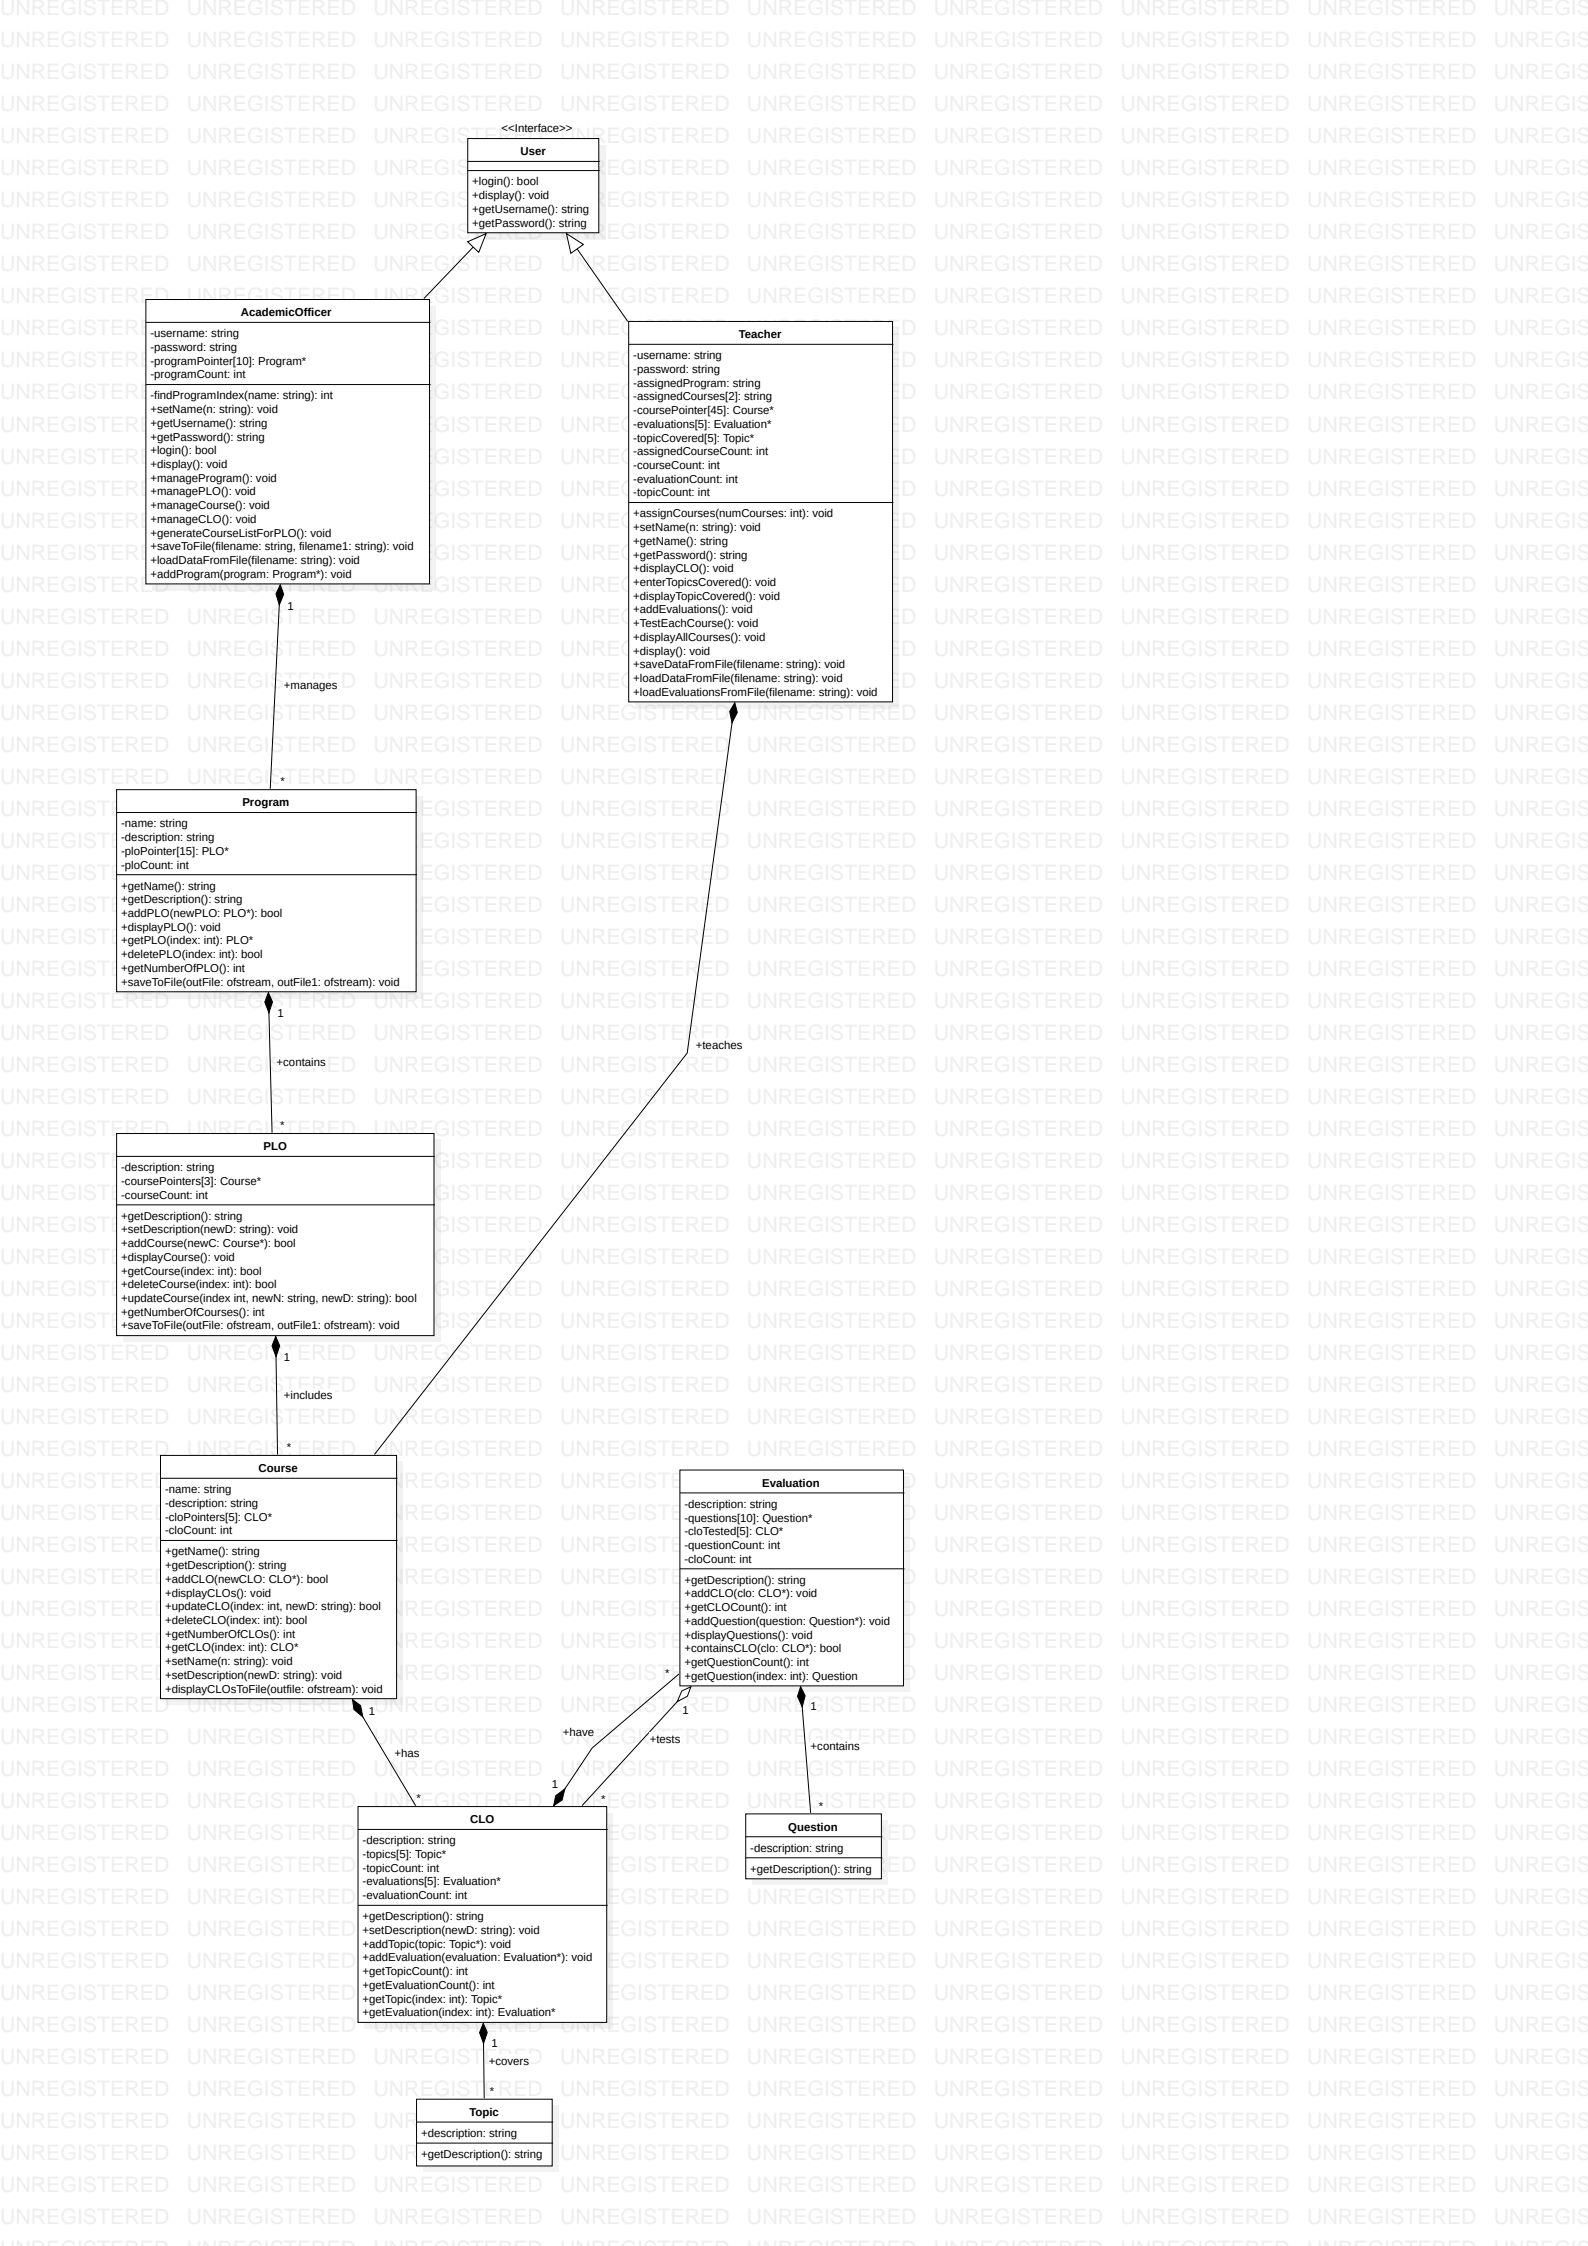 <<Interface>>
User
+login(): bool
+display(): void
+getUsername(): string
+getPassword(): string
AcademicOfficer
-username: string
-password: string
-programPointer[10]: Program*
-programCount: int
-findProgramIndex(name: string): int
+setName(n: string): void
+getUsername(): string
+getPassword(): string
+login(): bool
+display(): void
+manageProgram(): void
+managePLO(): void
+manageCourse(): void
+manageCLO(): void
+generateCourseListForPLO(): void
+saveToFile(filename: string, filename1: string): void
+loadDataFromFile(filename: string): void
+addProgram(program: Program*): void
Teacher
-username: string
-password: string
-assignedProgram: string
-assignedCourses[2]: string
-coursePointer[45]: Course*
-evaluations[5]: Evaluation*
-topicCovered[5]: Topic*
-assignedCourseCount: int
-courseCount: int
-evaluationCount: int
-topicCount: int
+assignCourses(numCourses: int): void
+setName(n: string): void
+getName(): string
+getPassword(): string
+displayCLO(): void
+enterTopicsCovered(): void
+displayTopicCovered(): void
+addEvaluations(): void
+TestEachCourse(): void
+displayAllCourses(): void
+display(): void
+saveDataFromFile(filename: string): void
+loadDataFromFile(filename: string): void
+loadEvaluationsFromFile(filename: string): void
1
+manages
*
Program
-name: string
-description: string
-ploPointer[15]: PLO*
-ploCount: int
+getName(): string
+getDescription(): string
+addPLO(newPLO: PLO*): bool
+displayPLO(): void
+getPLO(index: int): PLO*
+deletePLO(index: int): bool
+getNumberOfPLO(): int
+saveToFile(outFile: ofstream, outFile1: ofstream): void
1
+contains
*
+teaches
PLO
-description: string
-coursePointers[3]: Course*
-courseCount: int
+getDescription(): string
+setDescription(newD: string): void
+addCourse(newC: Course*): bool
+displayCourse(): void
+getCourse(index: int): bool
+deleteCourse(index: int): bool
+updateCourse(index int, newN: string, newD: string): bool
+getNumberOfCourses(): int
+saveToFile(outFile: ofstream, outFile1: ofstream): void
1
+includes
*
Course
-name: string
-description: string
-cloPointers[5]: CLO*
-cloCount: int
+getName(): string
+getDescription(): string
+addCLO(newCLO: CLO*): bool
+displayCLOs(): void
+updateCLO(index: int, newD: string): bool
+deleteCLO(index: int): bool
+getNumberOfCLOs(): int
+getCLO(index: int): CLO*
+setName(n: string): void
+setDescription(newD: string): void
+displayCLOsToFile(outfile: ofstream): void
Evaluation
-description: string
-questions[10]: Question*
-cloTested[5]: CLO*
-questionCount: int
-cloCount: int
+getDescription(): string
+addCLO(clo: CLO*): void
+getCLOCount(): int
+addQuestion(question: Question*): void
+displayQuestions(): void
+containsCLO(clo: CLO*): bool
+getQuestionCount(): int
+getQuestion(index: int): Question
1
+has
*
*
+have
1
1
+tests
*
1
+contains
*
CLO
-description: string
-topics[5]: Topic*
-topicCount: int
-evaluations[5]: Evaluation*
-evaluationCount: int
+getDescription(): string
+setDescription(newD: string): void
+addTopic(topic: Topic*): void
+addEvaluation(evaluation: Evaluation*): void
+getTopicCount(): int
+getEvaluationCount(): int
+getTopic(index: int): Topic*
+getEvaluation(index: int): Evaluation*
Question
-description: string
+getDescription(): string
1
+covers
*
Topic
+description: string
+getDescription(): string